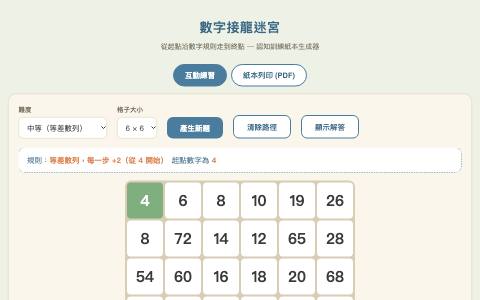 數字接龍迷宮
從起點沿數字規則走到終點 — 認知訓練紙本生成器
互動練習 紙本列印 (PDF)
難度 格子大小
中等（等差數列） 6 × 6 產生新題 清除路徑 顯示解答
規則：等差數列，每一步 +2（從 4 開始） 起點數字為 4
4 6 8 10 19 26
8 72 14 12 65 28
54 60 16 18 20 68